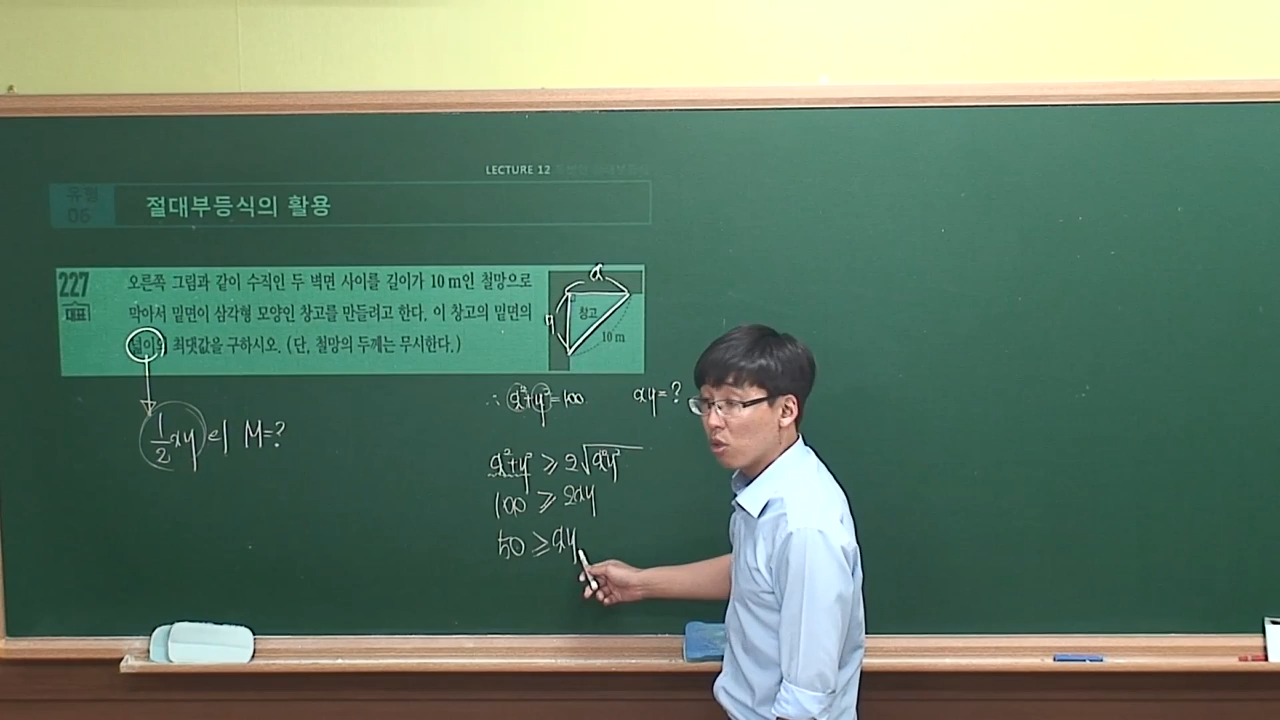 LECTURE 12
유형
06
절대부등식의 활용
227
대표
오른쪽 그림과 같이 수직인 두 벽면 사이를 길이가 10 m인 철망으로
막아서 밑면이 삼각형 모양인 창고를 만들려고 한다. 이 창고의 밑면의
넓이의 최댓값을 구하시오. (단, 철망의 두께는 무시한다.)
x
y
창고
10 m
∴ x²+y²=100
xy=?
½xy의 M=?
x²+y² ≥ 2√x²y²
100 ≥ 2xy
50 ≥ xy